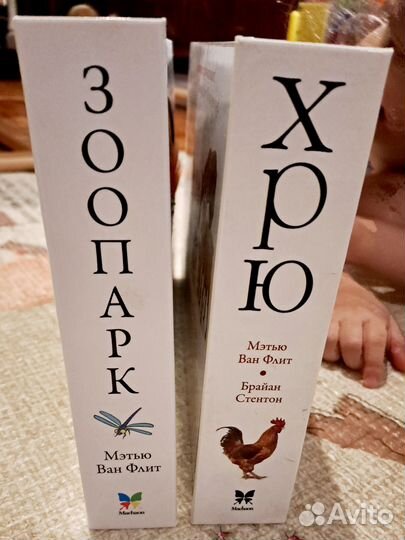 ЗООПАРК
Мэтью
Ван Флит
Machaon
Хрю
Мэтью
Ван Флит
•
Брайан
Стентон
Machaon
Avito